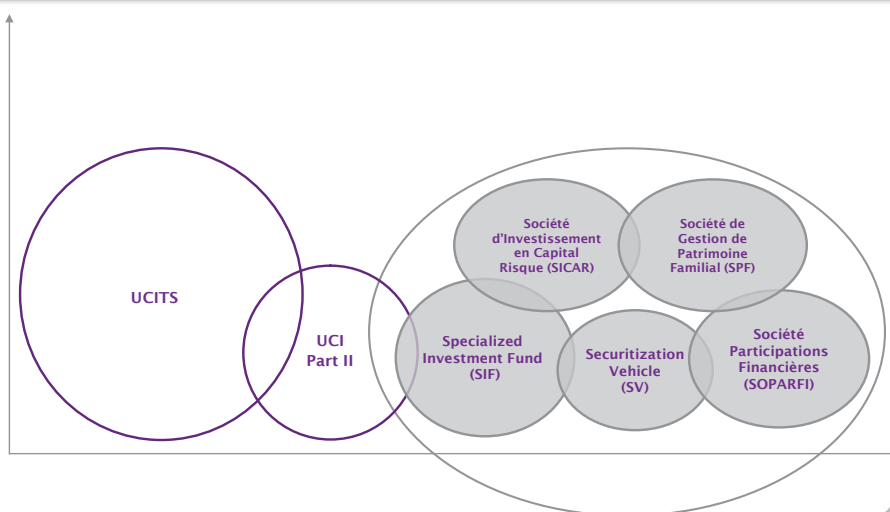 UCITS
UCI
Part II
Société
d'Investissement
en Capital
Risque (SICAR)
Société de
Gestion de
Patrimoine
Familial (SPF)
Specialized
Investment Fund
(SIF)
Securitization
Vehicle
(SV)
Société
Participations
Financières
(SOPARFI)